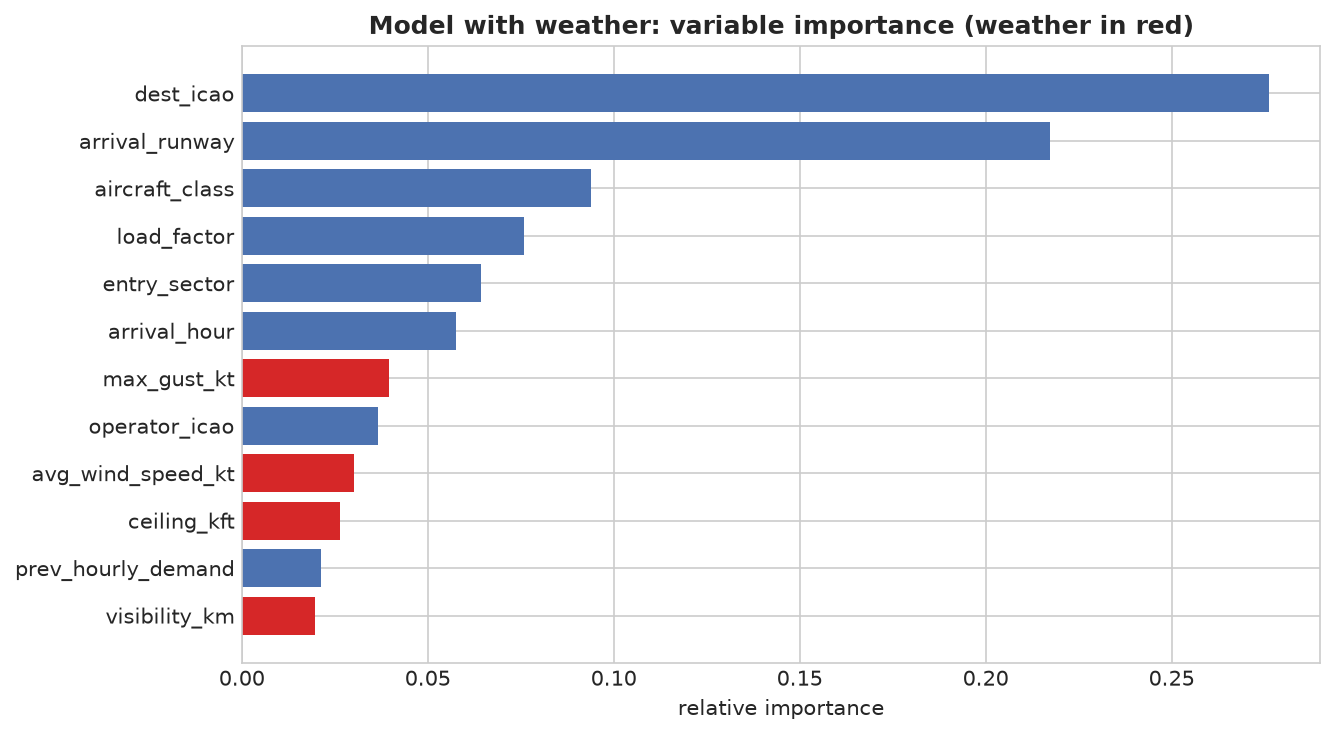 Model with weather: variable importance (weather in red)
dest_icao
arrival_runway
aircraft_class
load_factor
entry_sector
arrival_hour
max_gust_kt
operator_icao
avg_wind_speed_kt
ceiling_kft
prev_hourly_demand
visibility_km
0.00 0.05 0.10 0.15 0.20 0.25
relative importance